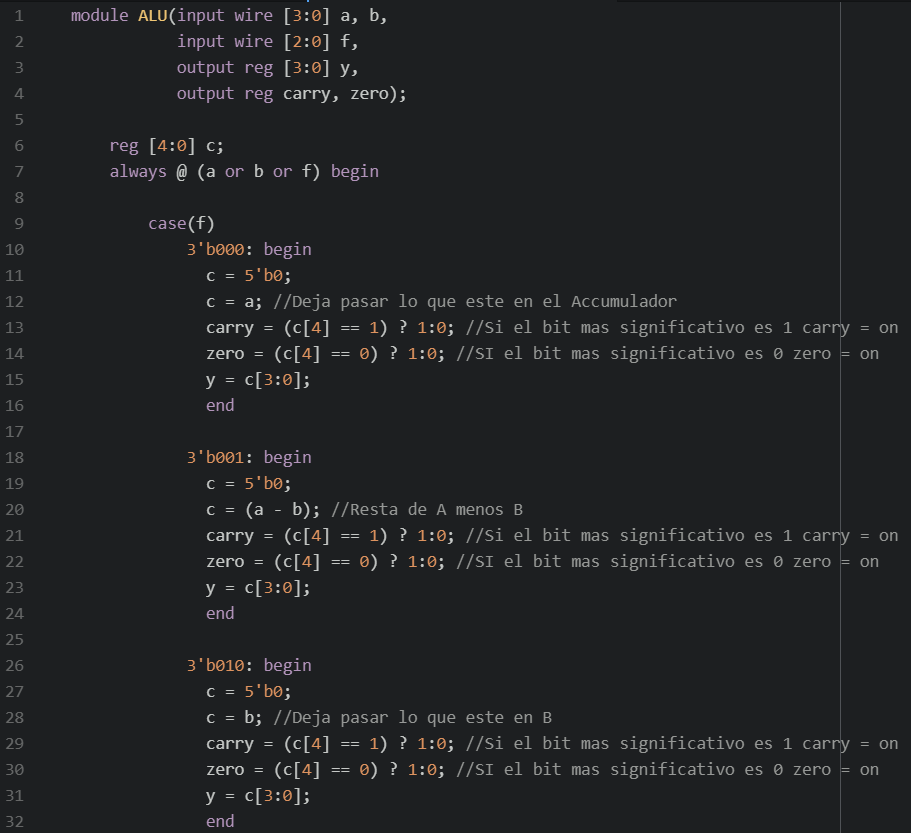 1 module ALU(input wire [3:0] a, b,
2 input wire [2:0] f,
3 output reg [3:0] y,
4 output reg carry, zero);
5
6 reg [4:0] c;
7 always @ (a or b or f) begin
8
9 case(f)
10 3'b000: begin
11 c = 5'b0;
12 c = a; //Deja pasar lo que este en el Accumulador
13 carry = (c[4] == 1) ? 1:0; //Si el bit mas significativo es 1 carry = on
14 zero = (c[4] == 0) ? 1:0; //SI el bit mas significativo es 0 zero = on
15 y = c[3:0];
16 end
17
18 3'b001: begin
19 c = 5'b0;
20 c = (a - b); //Resta de A menos B
21 carry = (c[4] == 1) ? 1:0; //Si el bit mas significativo es 1 carry = on
22 zero = (c[4] == 0) ? 1:0; //SI el bit mas significativo es 0 zero = on
23 y = c[3:0];
24 end
25
26 3'b010: begin
27 c = 5'b0;
28 c = b; //Deja pasar lo que este en B
29 carry = (c[4] == 1) ? 1:0; //Si el bit mas significativo es 1 carry = on
30 zero = (c[4] == 0) ? 1:0; //SI el bit mas significativo es 0 zero = on
31 y = c[3:0];
32 end